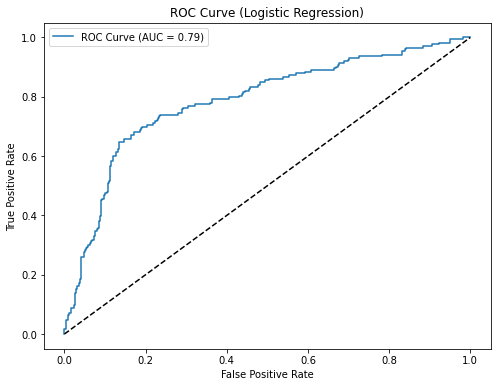 ROC Curve (Logistic Regression)
ROC Curve (AUC = 0.79)
True Positive Rate
1.0
0.8
0.6
0.4
0.2
0.0
0.0 0.2 0.4 0.6 0.8 1.0
False Positive Rate